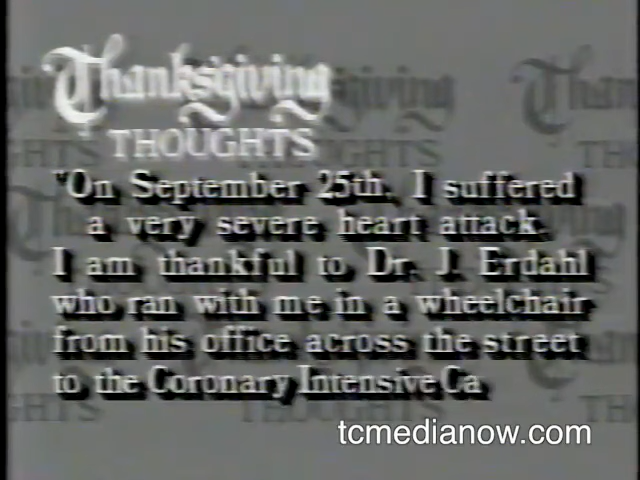 Thanksgiving
THOUGHTS
"On September 25th, I suffered
a very severe heart attack.
I am thankful to Dr. J. Erdahl
who ran with me in a wheelchair
from his office across the street
to the Coronary Intensive Ca
tcmedianow.com